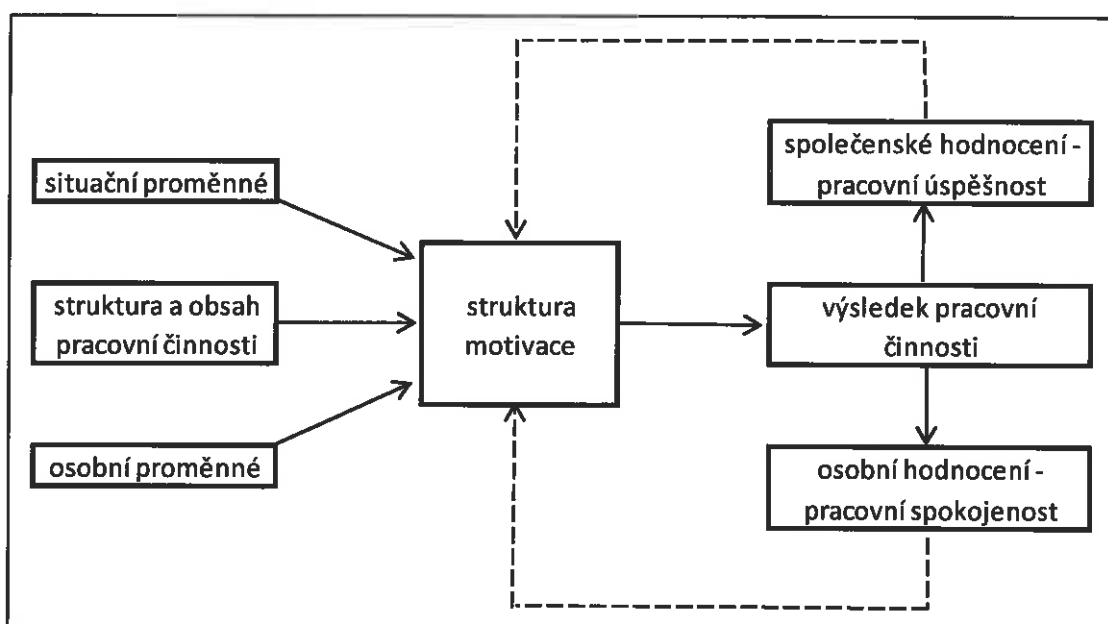 situační proměnné
struktura a obsah
pracovní činnosti
osobní proměnné
struktura
motivace
společenské hodnocení -
pracovní úspěšnost
výsledek pracovní
činnosti
osobní hodnocení -
pracovní spokojenost